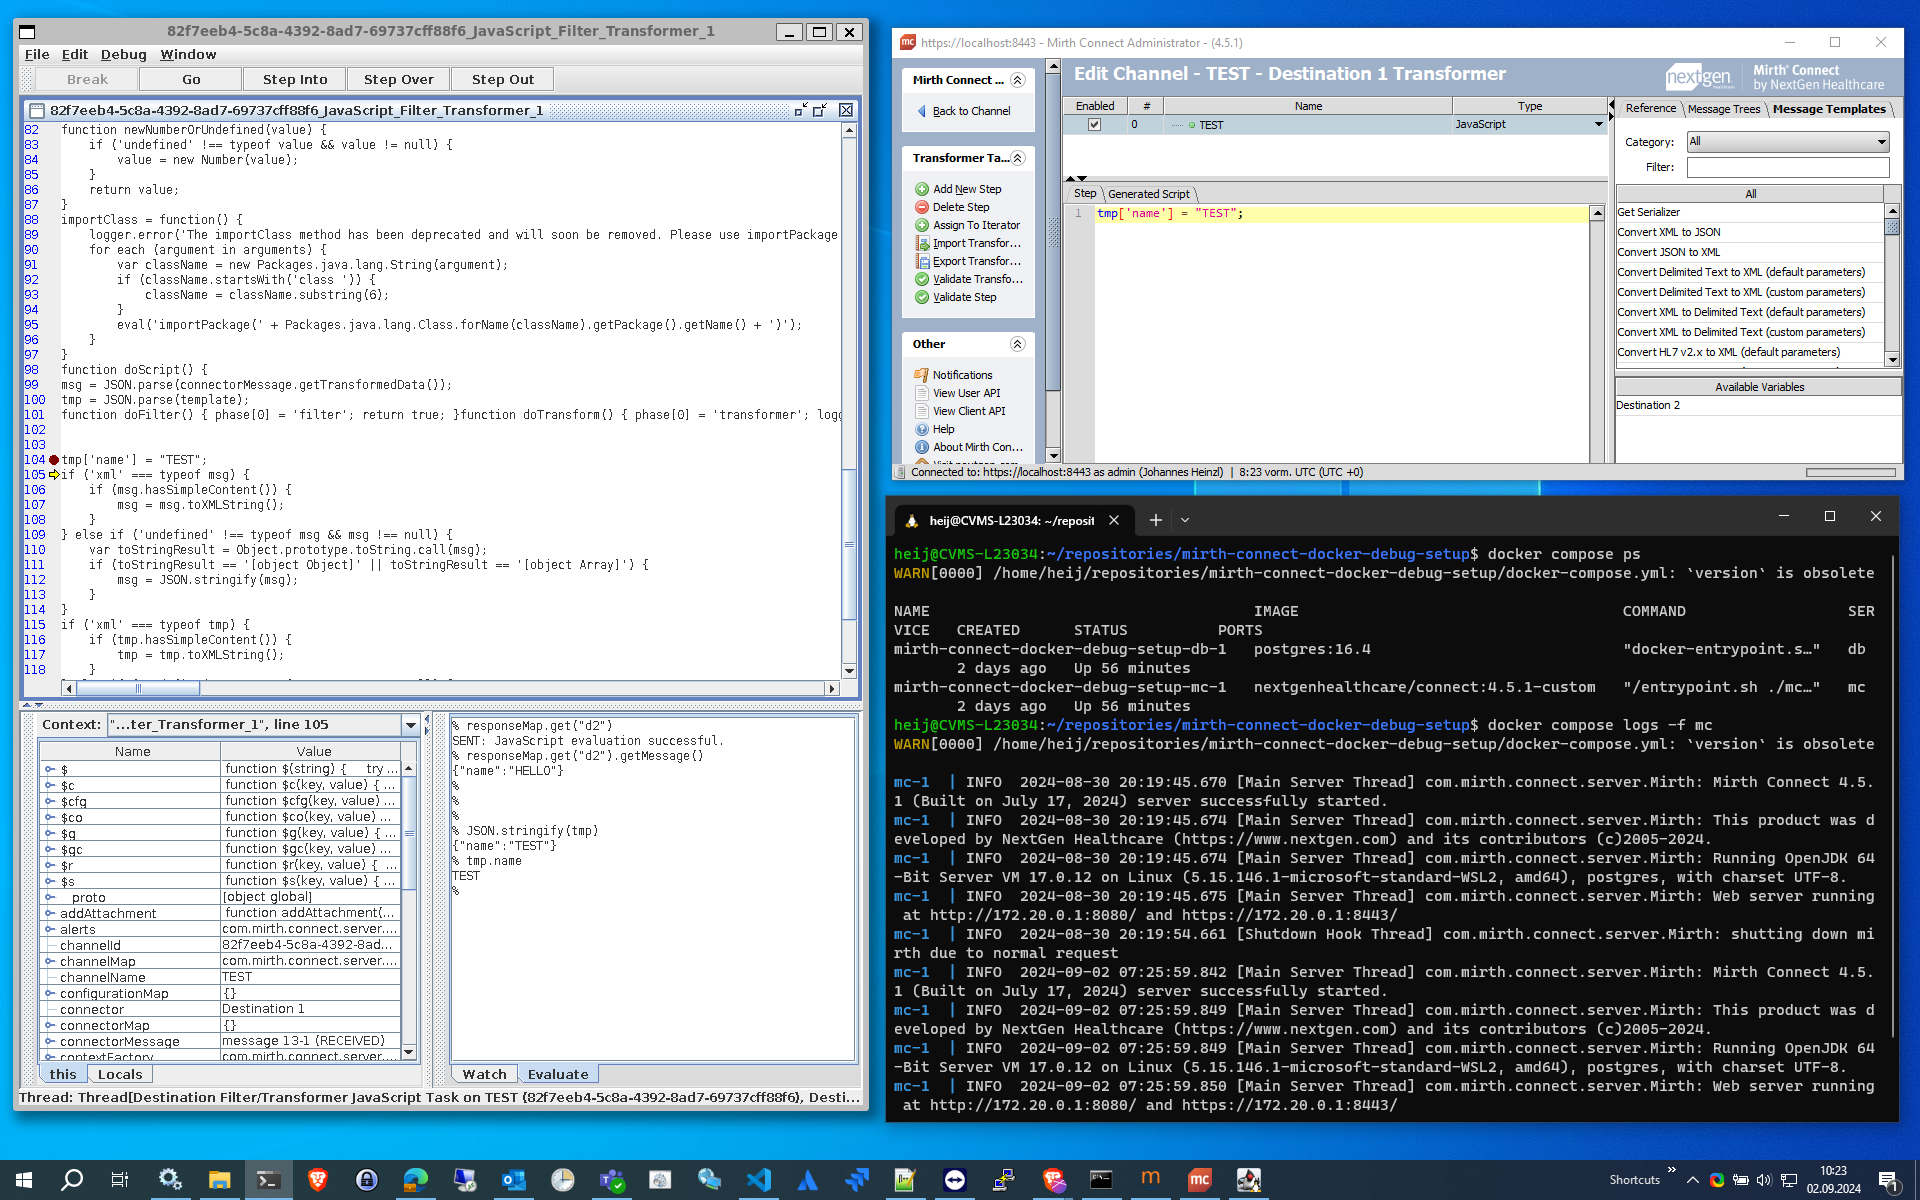 82f7eeb4-5c8a-4392-8ad7-69737cff88f6_JavaScript_Filter_Transformer_1
File Edit Debug Window
Break Go Step Into Step Over Step Out
82f7eeb4-5c8a-4392-8ad7-69737cff88f6_JavaScript_Filter_Transformer_1
82 function newNumberOrUndefined(value) {
83     if ('undefined' !== typeof value && value != null) {
84         value = new Number(value);
85     }
86     return value;
87 }
88 importClass = function() {
89     logger.error('The importClass method has been deprecated and will soon be removed. Please use importPackage
90     for each (argument in arguments) {
91         var className = new Packages.java.lang.String(argument);
92         if (className.startsWith('class ')) {
93             className = className.substring(6);
94         }
95         eval('importPackage(' + Packages.java.lang.Class.forName(className).getPackage().getName() + ')');
96     }
97 }
98 function doScript() {
99 msg = JSON.parse(connectorMessage.getTransformedData());
100 tmp = JSON.parse(template);
101 function doFilter() { phase[0] = 'filter'; return true; }function doTransform() { phase[0] = 'transformer'; logg
102
103
104 tmp['name'] = "TEST";
105 if ('xml' === typeof msg) {
106     if (msg.hasSimpleContent()) {
107         msg = msg.toXMLString();
108     }
109 } else if ('undefined' !== typeof msg && msg !== null) {
110     var toStringResult = Object.prototype.toString.call(msg);
111     if (toStringResult == '[object Object]' || toStringResult == '[object Array]') {
112         msg = JSON.stringify(msg);
113     }
114 }
115 if ('xml' === typeof tmp) {
116     if (tmp.hasSimpleContent()) {
117         tmp = tmp.toXMLString();
118     }
Context: "...ter_Transformer_1", line 105
Name Value
$ function $(string) { try ...
$c function $c(key, value) { ...
$cfg function $cfg(key, value) ...
$co function $co(key, value) ...
$g function $g(key, value) { ...
$gc function $gc(key, value) ...
$r function $r(key, value) { ...
$s function $s(key, value) { ...
__proto__ [object global]
addAttachment function addAttachment(...
alerts com.mirth.connect.server....
channelId 82f7eeb4-5c8a-4392-8ad...
channelMap com.mirth.connect.server....
channelName TEST
configurationMap {}
connector Destination 1
connectorMap {}
connectorMessage message 13-1 (RECEIVED)
contextFactory com.mirth.connect.server....
this Locals
% responseMap.get("d2")
SENT: JavaScript evaluation successful.
% responseMap.get("d2").getMessage()
{"name":"HELLO"}
%
%
%
% JSON.stringify(tmp)
{"name":"TEST"}
% tmp.name
TEST
%
Watch Evaluate
Thread: Thread[Destination Filter/Transformer JavaScript Task on TEST (82f7eeb4-5c8a-4392-8ad7-69737cff88f6), Desti...
mc https://localhost:8443 - Mirth Connect Administrator - (4.5.1)
Mirth Connect ...
Back to Channel
Transformer Ta...
Add New Step
Delete Step
Assign To Iterator
Import Transfor...
Export Transfor...
Validate Transfo...
Validate Step
Other
Notifications
View User API
View Client API
Help
About Mirth Con...
Visit nextgen.com
Edit Channel - TEST - Destination 1 Transformer
nextgen Mirth® Connect
by NextGen Healthcare
Enabled # Name Type
0 TEST JavaScript
Step Generated Script
1 tmp['name'] = "TEST";
Reference Message Trees Message Templates
Category: All
Filter:
All
Get Serializer
Convert XML to JSON
Convert JSON to XML
Convert Delimited Text to XML (default parameters)
Convert Delimited Text to XML (custom parameters)
Convert XML to Delimited Text (default parameters)
Convert XML to Delimited Text (custom parameters)
Convert HL7 v2.x to XML (default parameters)
Available Variables
Destination 2
Connected to: https://localhost:8443 as admin (Johannes Heinzl) | 8:23 vorm. UTC (UTC +0)
heij@CVMS-L23034: ~/reposit
heij@CVMS-L23034:~/repositories/mirth-connect-docker-debug-setup$ docker compose ps
WARN[0000] /home/heij/repositories/mirth-connect-docker-debug-setup/docker-compose.yml: `version` is obsolete
NAME IMAGE COMMAND SER
VICE CREATED STATUS PORTS
mirth-connect-docker-debug-setup-db-1 postgres:16.4 "docker-entrypoint.s…" db
2 days ago Up 56 minutes
mirth-connect-docker-debug-setup-mc-1 nextgenhealthcare/connect:4.5.1-custom "/entrypoint.sh ./mc…" mc
2 days ago Up 56 minutes
heij@CVMS-L23034:~/repositories/mirth-connect-docker-debug-setup$ docker compose logs -f mc
WARN[0000] /home/heij/repositories/mirth-connect-docker-debug-setup/docker-compose.yml: `version` is obsolete
mc-1 | INFO 2024-08-30 20:19:45.670 [Main Server Thread] com.mirth.connect.server.Mirth: Mirth Connect 4.5.
1 (Built on July 17, 2024) server successfully started.
mc-1 | INFO 2024-08-30 20:19:45.674 [Main Server Thread] com.mirth.connect.server.Mirth: This product was d
eveloped by NextGen Healthcare (https://www.nextgen.com) and its contributors (c)2005-2024.
mc-1 | INFO 2024-08-30 20:19:45.674 [Main Server Thread] com.mirth.connect.server.Mirth: Running OpenJDK 64
-Bit Server VM 17.0.12 on Linux (5.15.146.1-microsoft-standard-WSL2, amd64), postgres, with charset UTF-8.
mc-1 | INFO 2024-08-30 20:19:45.675 [Main Server Thread] com.mirth.connect.server.Mirth: Web server running
at http://172.20.0.1:8080/ and https://172.20.0.1:8443/
mc-1 | INFO 2024-08-30 20:19:54.661 [Shutdown Hook Thread] com.mirth.connect.server.Mirth: shutting down mi
rth due to normal request
mc-1 | INFO 2024-09-02 07:25:59.842 [Main Server Thread] com.mirth.connect.server.Mirth: Mirth Connect 4.5.
1 (Built on July 17, 2024) server successfully started.
mc-1 | INFO 2024-09-02 07:25:59.849 [Main Server Thread] com.mirth.connect.server.Mirth: This product was d
eveloped by NextGen Healthcare (https://www.nextgen.com) and its contributors (c)2005-2024.
mc-1 | INFO 2024-09-02 07:25:59.849 [Main Server Thread] com.mirth.connect.server.Mirth: Running OpenJDK 64
-Bit Server VM 17.0.12 on Linux (5.15.146.1-microsoft-standard-WSL2, amd64), postgres, with charset UTF-8.
mc-1 | INFO 2024-09-02 07:25:59.850 [Main Server Thread] com.mirth.connect.server.Mirth: Web server running
at http://172.20.0.1:8080/ and https://172.20.0.1:8443/
Shortcuts
10:23
02.09.2024
1